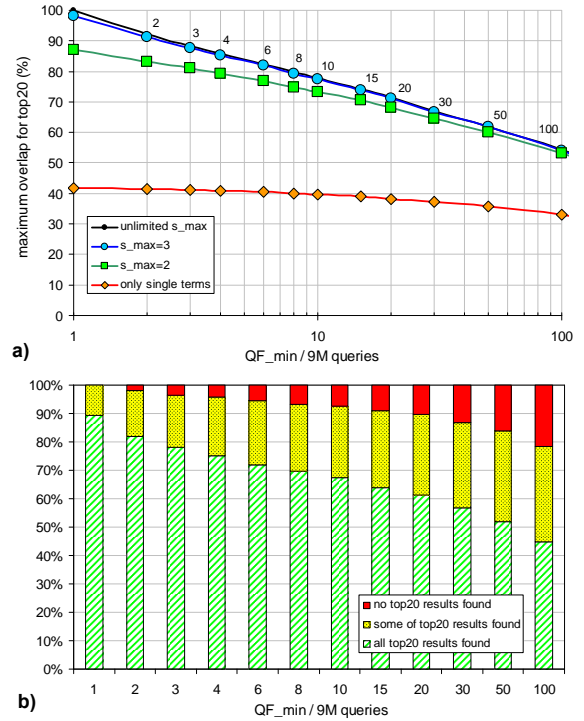 maximum overlap for top20 (%)
100
90
80
70
60
50
40
30
20
10
0
2
3
4
6
8
10
15
20
30
50
100
unlimited s_max
s_max=3
s_max=2
only single terms
1
10
100
a)
QF_min / 9M queries
100%
90%
80%
70%
60%
50%
40%
30%
20%
10%
0%
no top20 results found
some of top20 results found
all top20 results found
1 2 3 4 6 8 10 15 20 30 50 100
b)
QF_min / 9M queries